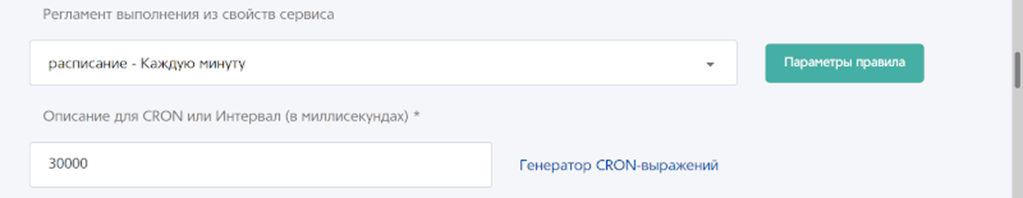 Регламент выполнения из свойств сервиса
расписание - Каждую минуту
Параметры правила
Описание для CRON или Интервал (в миллисекундах) *
30000
Генератор CRON-выражений